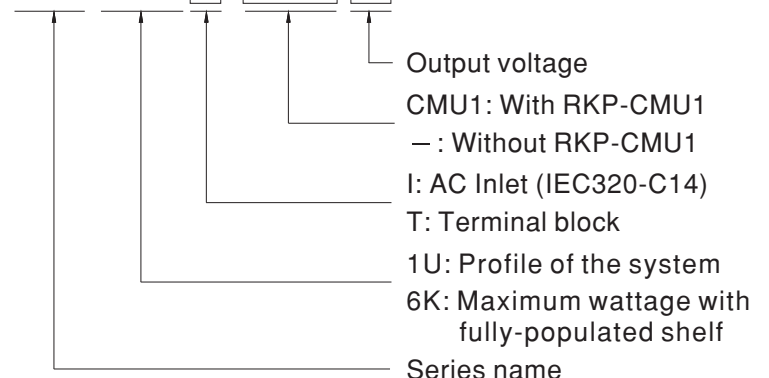 Output voltage
CMU1: With RKP-CMU1
– : Without RKP-CMU1
I: AC Inlet (IEC320-C14)
T: Terminal block
1U: Profile of the system
6K: Maximum wattage with
fully-populated shelf
Series name